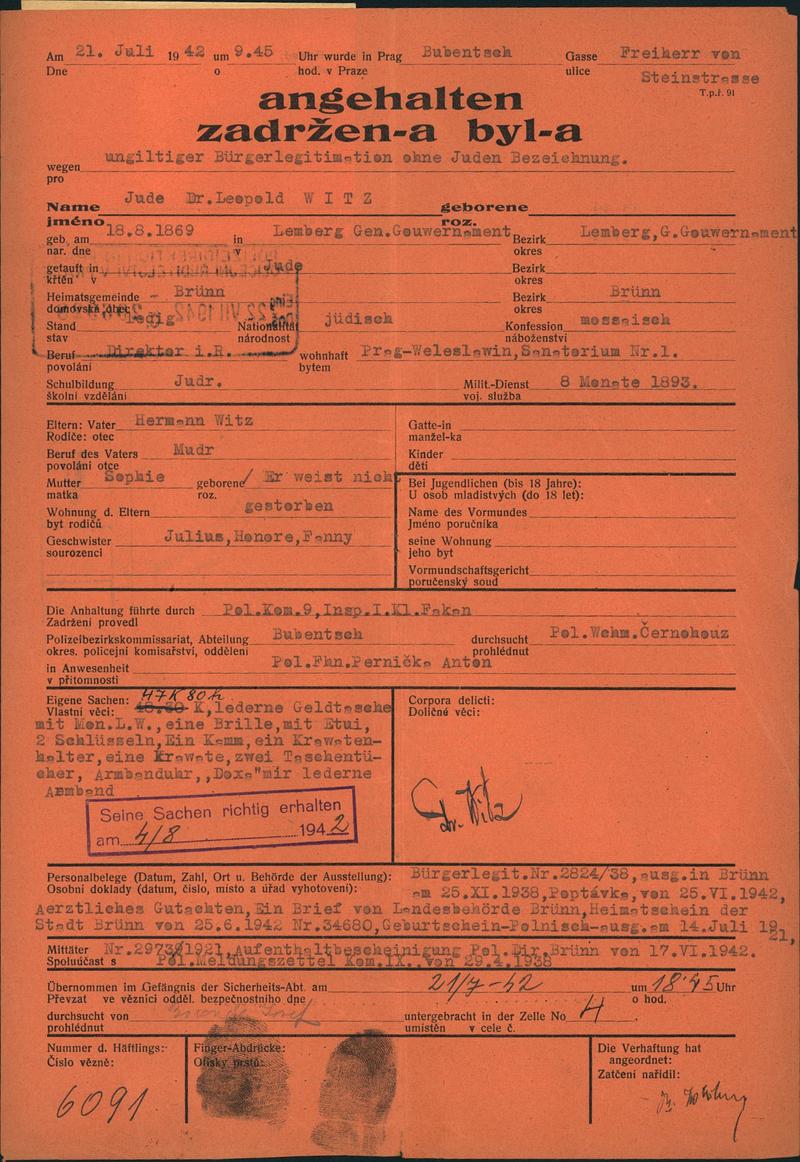 Am 21. Juli 1942 um 9.45 Uhr wurde in Prag Bubentsch Gasse Freiherr von
Dne o hod. v Praze ulice Steinstrasse
T.p.ř. 91
angehalten
zadržen-a byl-a
wegen ungiltiger Bürgerlegitimation ohne Juden Bezeichnung.
pro
Name Jude Dr.Leopold WITZ geborene
jméno roz.
geb. am 18.8.1869 in Lemberg Gen.Gouwernement Bezirk Lemberg,G.Gouwernement
nar. dne v okres
getauft in Jude Bezirk
křtěn v okres
Heimatsgemeinde - Brünn Bezirk Brünn
domovská obec okres
Stand ledig Nationalität jüdisch Konfession mosaisch
stav národnost náboženství
Beruf Direktor i.R. wohnhaft Prag-Weleslawin,Sanatorium Nr.1.
povolání bytem
Schulbildung Judr. Milit.-Dienst 8 Monate 1893.
školní vzdělání voj. služba
Eltern: Vater Hermann Witz
Rodiče: otec
Beruf des Vaters Mudr
povolání otce
Mutter Sophie geborene/ Er weist nich
matka roz.
Wohnung d. Eltern gestorben
byt rodičů
Geschwister Julius,Honore,Fanny
sourozenci
Gatte-in
manžel-ka
Kinder
děti
Bei Jugendlichen (bis 18 Jahre):
U osob mladistvých (do 18 let):
Name des Vormundes
Jméno poručníka
seine Wohnung
jeho byt
Vormundschaftsgericht
poručenský soud
Die Anhaltung führte durch Pol.Kom.9,Insp.I.Kl.Faken
Zadržení provedl
Polizeibezirkskommissariat, Abteilung Bubentsch durchsucht Pol.Wchm.Černohouz
okres. policejní komisařství, oddělení prohlédnut
in Anwesenheit Pol.Fhn.Pernička Anton
v přítomnosti
Eigene Sachen: 47K 80h
Vlastní věci: K,lederne Geldtasche
mit Mon.L.W.,eine Brille,mit Etui,
2 Schlüsseln,Ein Kamm,ein Krawaten-
halter,eine Krawate,zwei Taschentü-
cher, Armbanduhr,,Doxa"mir lederne
Armband
Seine Sachen richtig erhalten
am 4/8 1942
Corpora delicti:
Doličné věci:
Dr. Witz
Personalbelege (Datum, Zahl, Ort u. Behörde der Ausstellung): Bürgerlegit.Nr.2824/38,ausg.in Brünn
Osobni doklady (datum, číslo, místo a úřad vyhotovení): am 25.XI.1938,Poptávka,von 25.VI.1942,
Aerztliches Gutachten,Ein Brief von Landesbehörde Brünn,Heimatschein der
Stadt Brünn von 25.6.1942 Nr.34680,Geburtschein-Polnisch-ausg.am 14.Juli 1921,
Mittäter Nr.2973/1921,Aufenthaltbescheinigung Pol.Dir.Brünn von 17.VI.1942.
Spoluúčast s Pol.Meldungszettel Kom.IX..von 29.4.1938
Übernommen im Gefängnis der Sicherheits-Abt. am 21/7-42 um 18:45 Uhr
Převzat ve věznici odděl. bezpečnostního dne o hod.
durchsucht von untergebracht in der Zelle No 4
prohlédnut umístěn v cele č.
Nummer d. Häftlings:
Číslo vězně:
6091
Finger-Abdrücke:
Otisky prstů:
Die Verhaftung hat
angeordnet:
Zatčení nařídil: